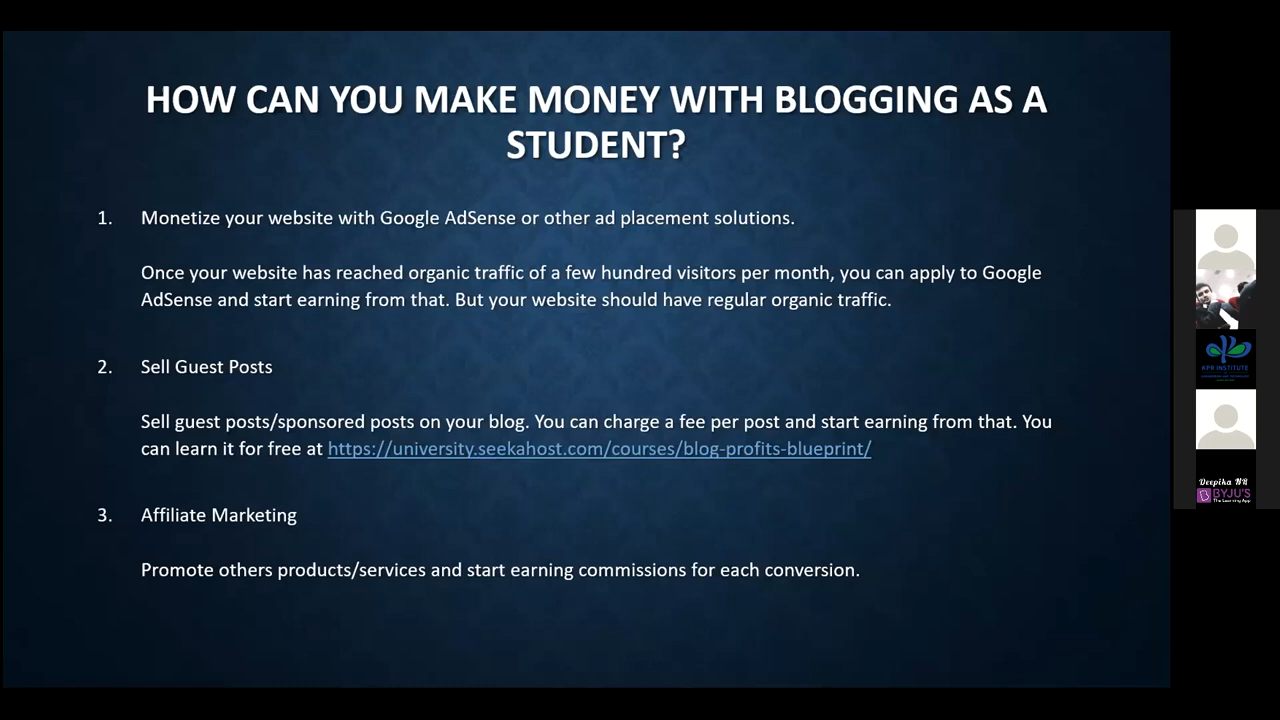 HOW CAN YOU MAKE MONEY WITH BLOGGING AS A
STUDENT?
1. Monetize your website with Google AdSense or other ad placement solutions.
Once your website has reached organic traffic of a few hundred visitors per month, you can apply to Google
AdSense and start earning from that. But your website should have regular organic traffic.
2. Sell Guest Posts
Sell guest posts/sponsored posts on your blog. You can charge a fee per post and start earning from that. You
can learn it for free at https://university.seekahost.com/courses/blog-profits-blueprint/
3. Affiliate Marketing
Promote others products/services and start earning commissions for each conversion.
KPR INSTITUTE
Deepika NR
BYJU'S
The Learning App